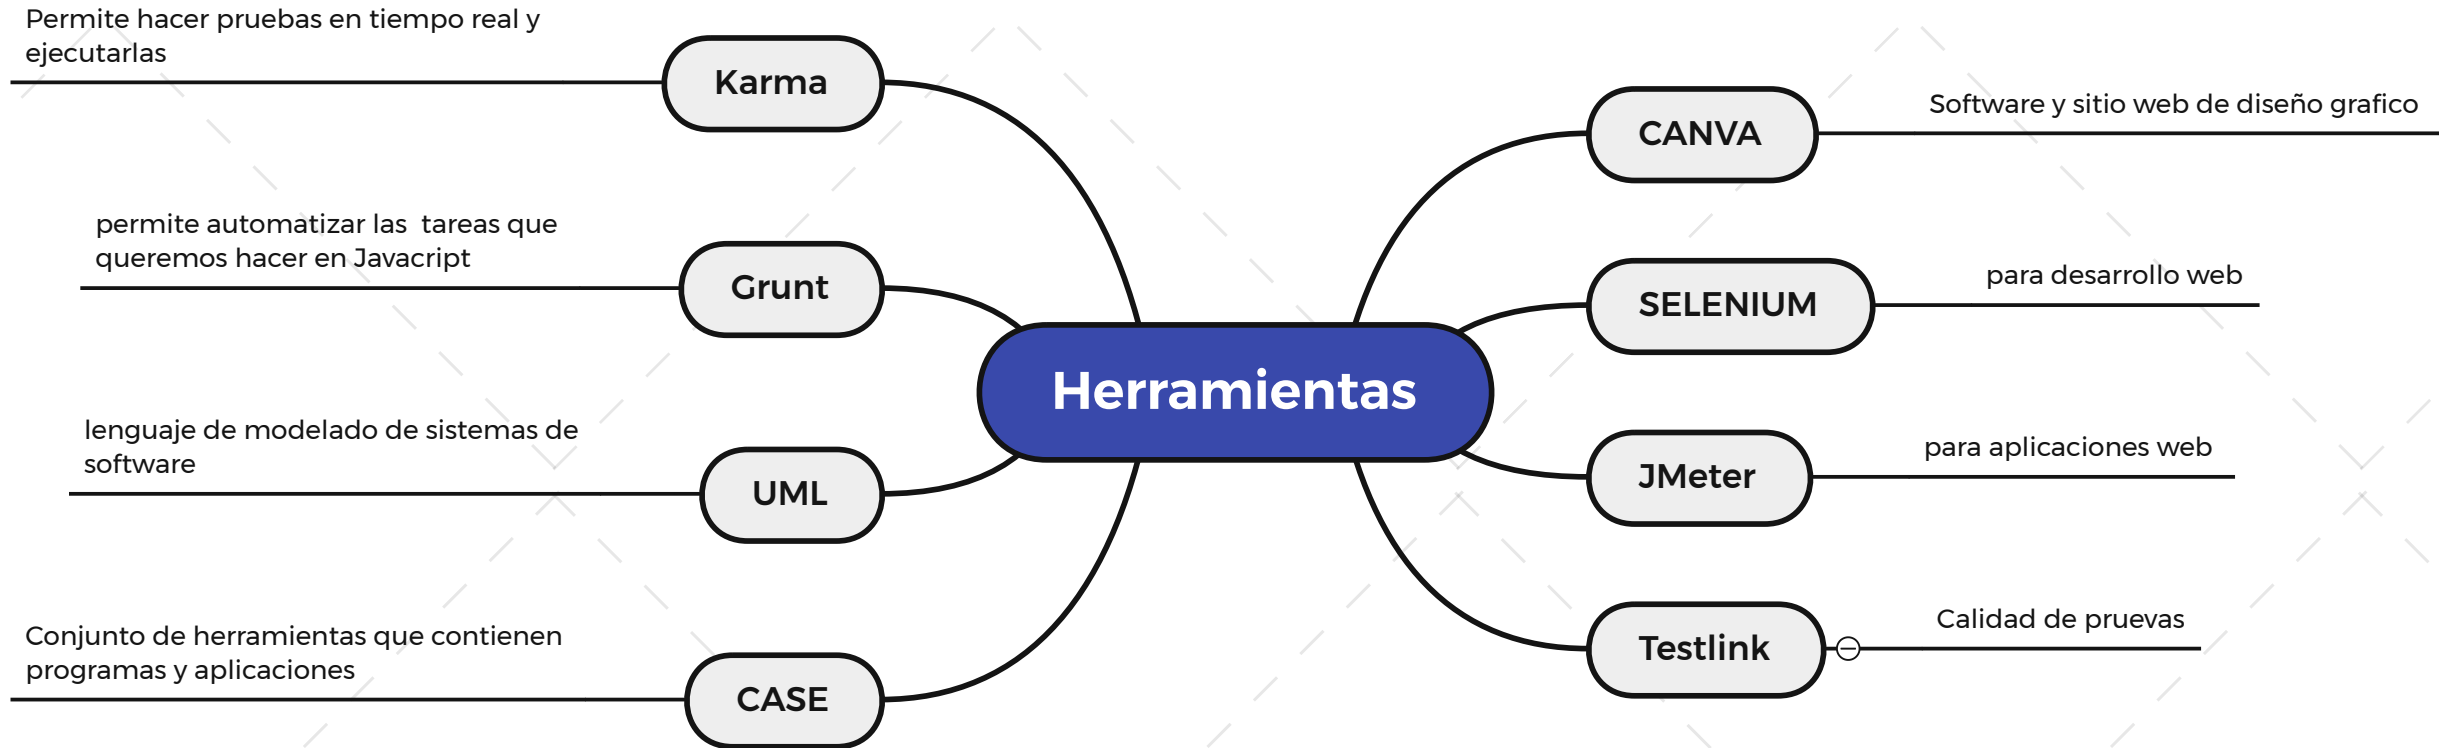 Permite hacer pruebas en tiempo real y
ejecutarlas
Karma
permite automatizar las  tareas que
queremos hacer en Javacript
Grunt
lenguaje de modelado de sistemas de
software
UML
Conjunto de herramientas que contienen
programas y aplicaciones
CASE
Herramientas
CANVA
Software y sitio web de diseño grafico
SELENIUM
para desarrollo web
JMeter
para aplicaciones web
Testlink
Calidad de pruevas